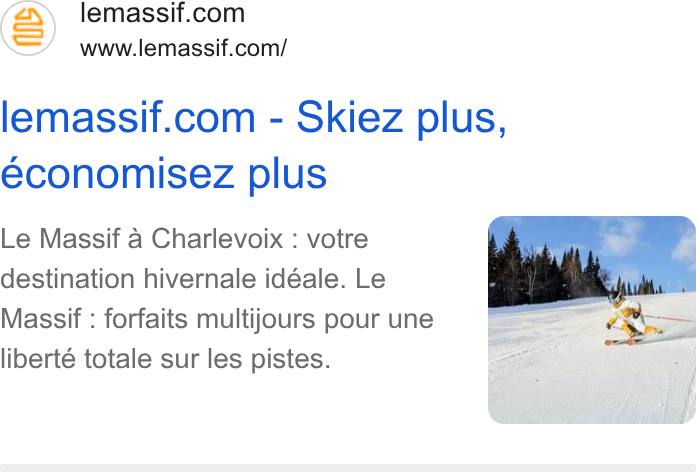 lemassif.com
www.lemassif.com/
lemassif.com - Skiez plus,
économisez plus
Le Massif à Charlevoix : votre
destination hivernale idéale. Le
Massif : forfaits multijours pour une
liberté totale sur les pistes.